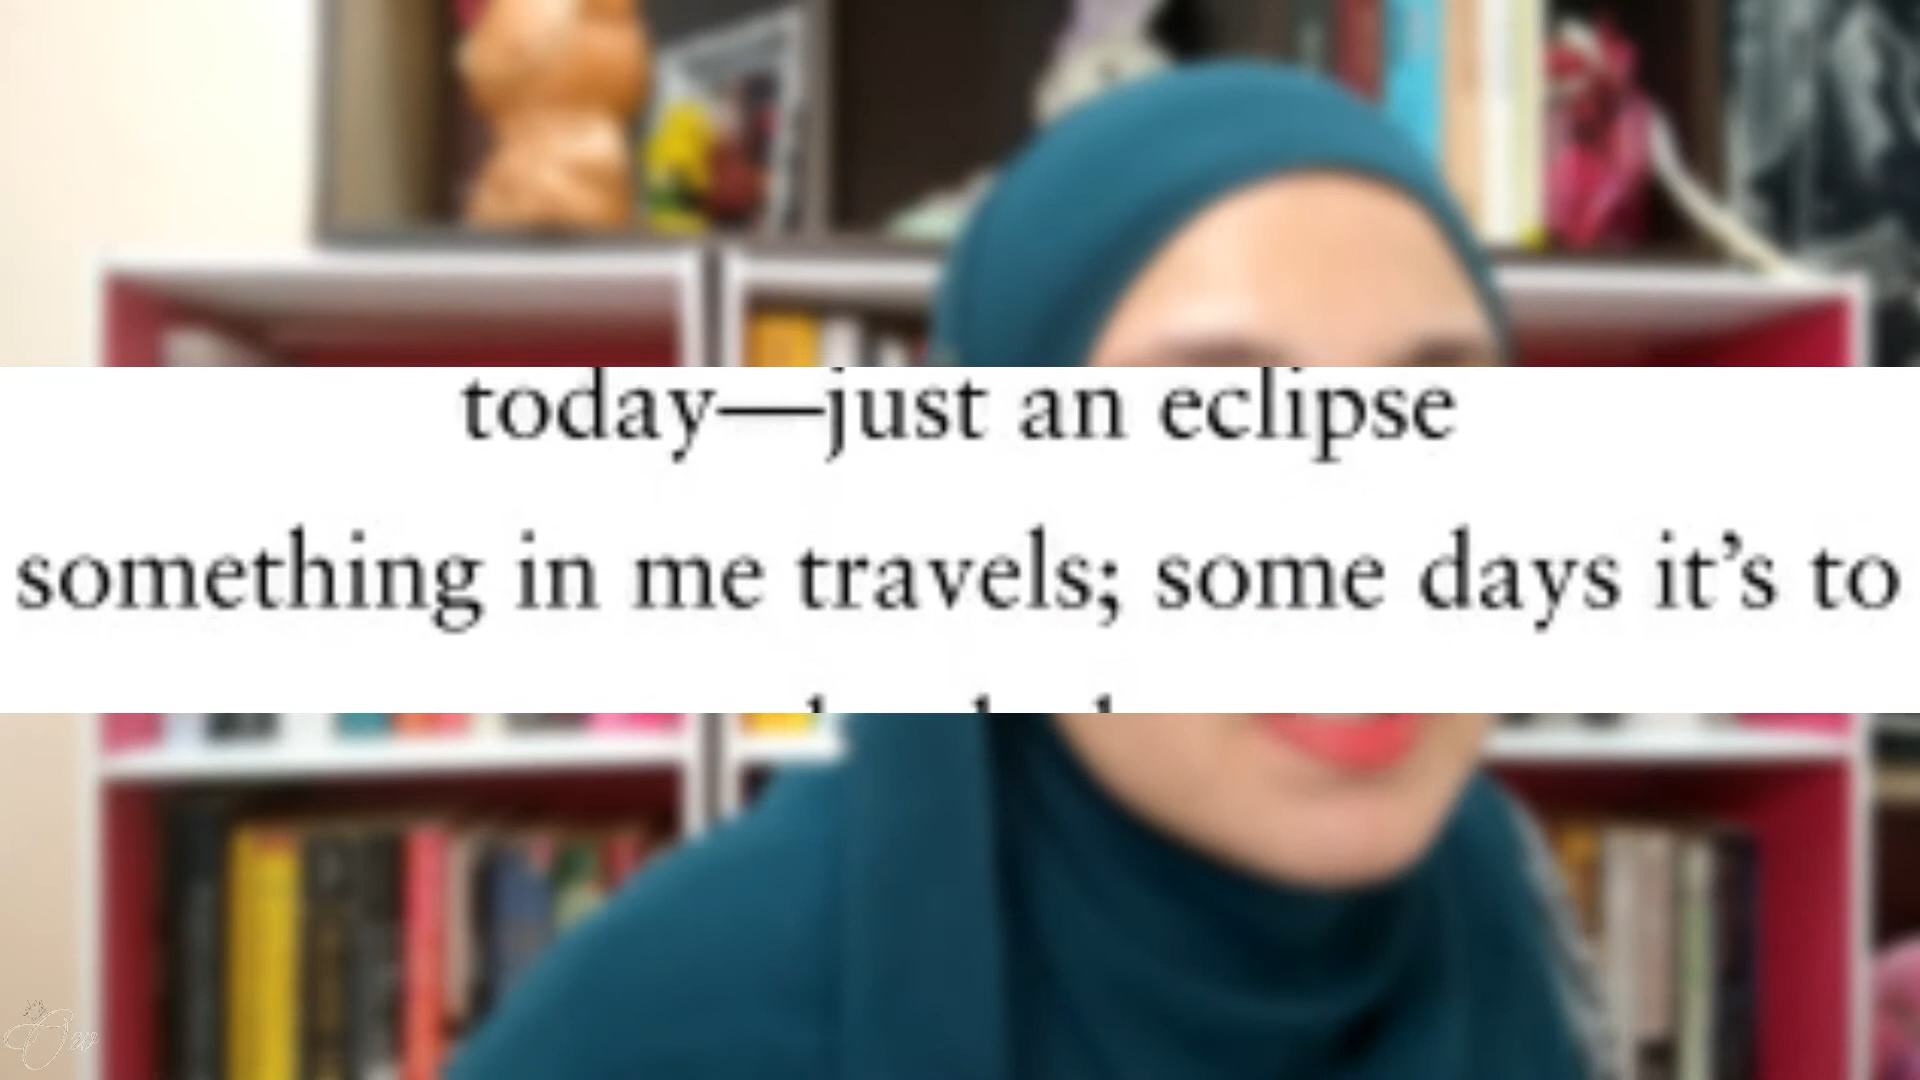 today—just an eclipse
something in me travels; some days it’s to